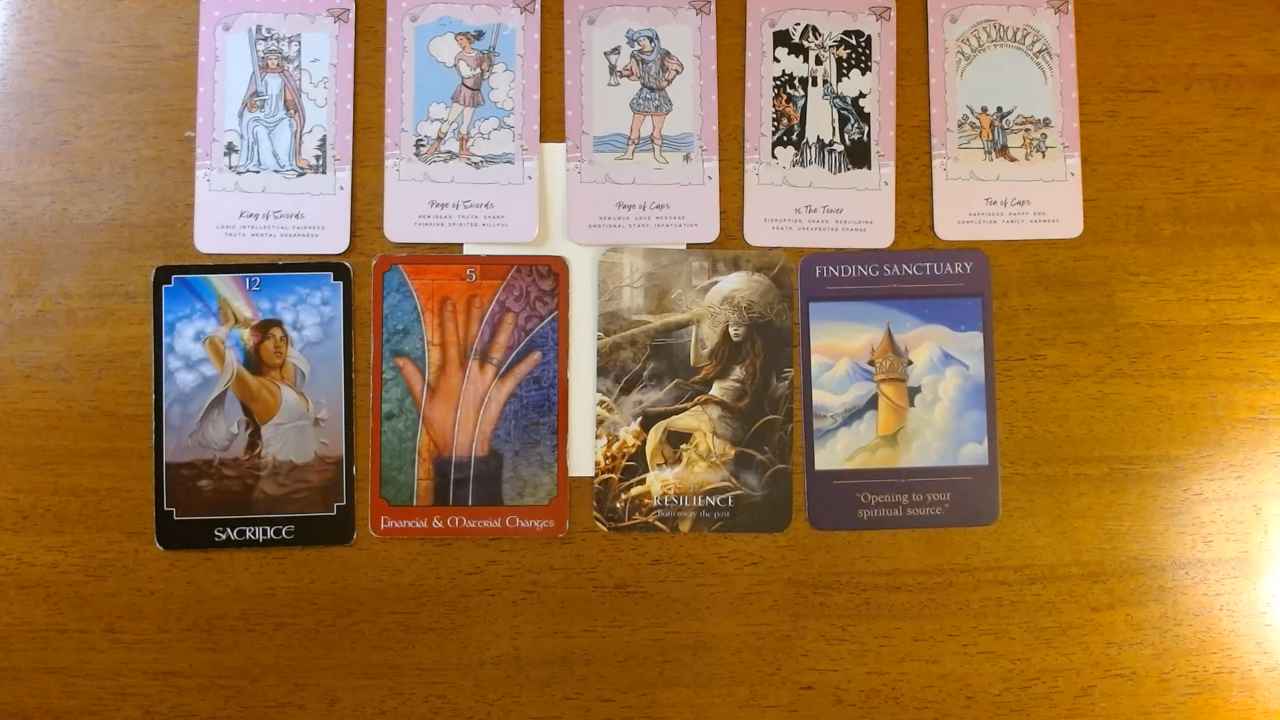 King of Swords
LOGIC, INTELLECTUAL, FAIRNESS,
TRUTH, MENTAL SHARPNESS
Page of Swords
NEW IDEAS, TRUTH, SHARP
THINKING, SPIRITED, WILLFUL
Page of Cups
NEW LOVE, LOVE MESSAGE,
EMOTIONAL START, INFATUATION
The Tower
DISRUPTION, CHAOS, REBUILDING
DEATH, UNEXPECTED CHANGE
Ten of Cups
HAPPINESS, HAPPY END,
COMPLETION, FAMILY, HARMONY
12
SACRIFICE
5
Financial & Material Changes
RESILIENCE
Burn away the past
FINDING SANCTUARY
"Opening to your
spiritual source."